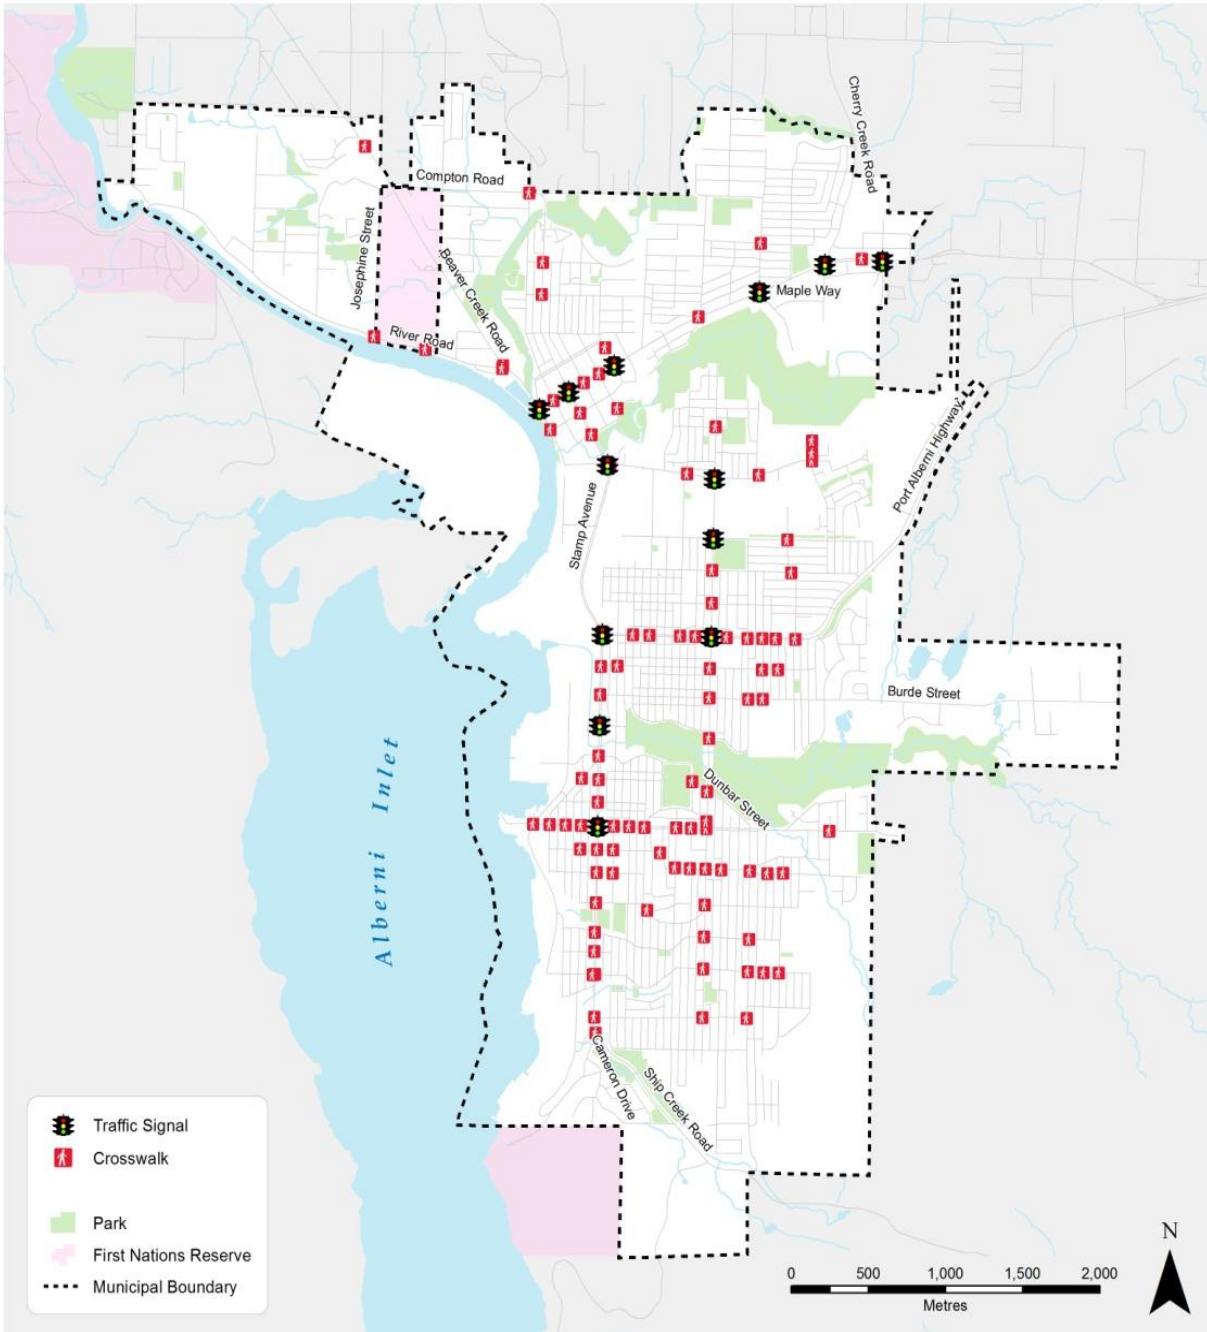 Cherry Creek Road
Compton Road
Josephine Street
Beaver Creek Road
Maple Way
River Road
Port Alberni Highway
Stamp Avenue
Burde Street
Alberni Inlet
Dunbar Street
Cameron Drive
Ship Creek Road
Traffic Signal
Crosswalk
Park
First Nations Reserve
Municipal Boundary
N
0 500 1,000 1,500 2,000
Metres